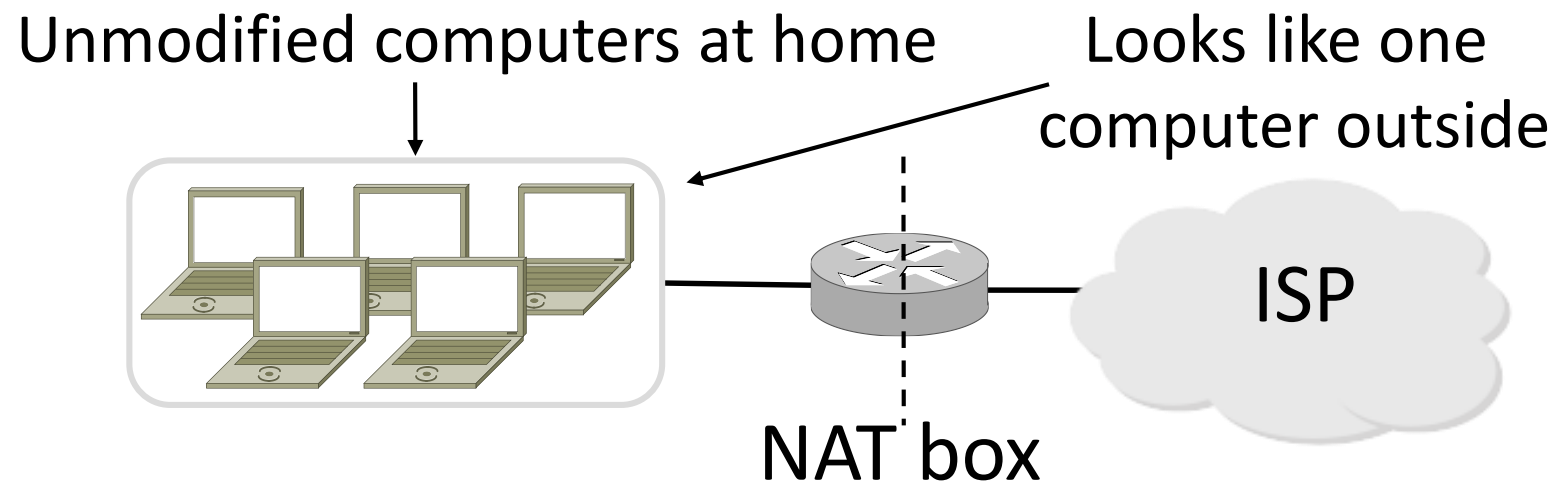 Unmodified computers at home
Looks like one
computer outside
ISP
NAT box